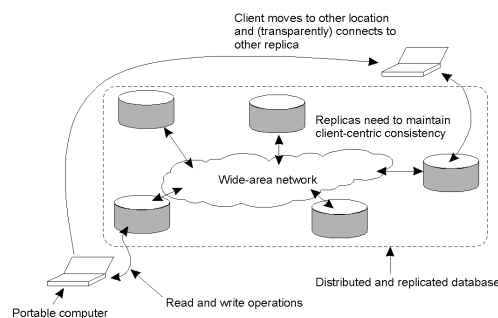 Client moves to other location
and (transparently) connects to
other replica
Replicas need to maintain
client-centric consistency
Wide-area network
Distributed and replicated database
Read and write operations
Portable computer